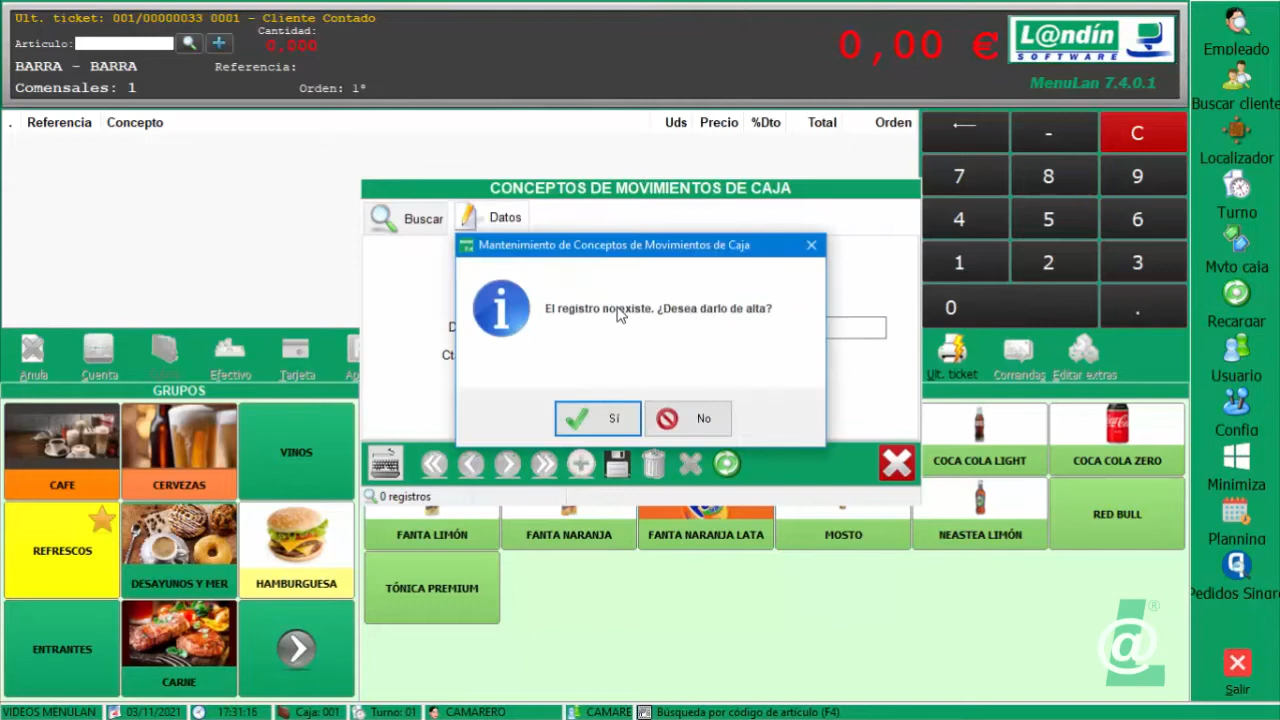 Ult. ticket: 001/00000033 0001 - Cliente Contado
Artículo:
Cantidad:
0,000
BARRA - BARRA
Referencia:
Comensales: 1
Orden: 1º
0,00 €
L@ndín
SOFTWARE
MenuLan 7.4.0.1
. Referencia Concepto Uds Precio %Dto Total Orden
CONCEPTOS DE MOVIMIENTOS DE CAJA
Buscar Datos
Mantenimiento de Conceptos de Movimientos de Caja
El registro no existe. ¿Desea darlo de alta?
Sí No
0 registros
- C
7 8 9
4 5 6
1 2 3
0 .
Anula Cuenta Efectivo Tarjeta
Ult. ticket Comandas Editar extras
GRUPOS
CAFE CERVEZAS VINOS
REFRESCOS DESAYUNOS Y MER HAMBURGUESA
ENTRANTES CARNE
COCA COLA LIGHT COCA COLA ZERO
FANTA LIMÓN FANTA NARANJA FANTA NARANJA LATA MOSTO NEASTEA LIMÓN RED BULL
TÓNICA PREMIUM
Empleado
Buscar cliente
Localizador
Turno
Mvto caja
Recargar
Usuario
Config
Minimiza
Planning
Pedidos Sinar
Salir
VIDEOS MENULAN 03/11/2021 17:31:16 Caja: 001 Turno: 01 CAMARERO CAMARE Búsqueda por código de artículo (F4)